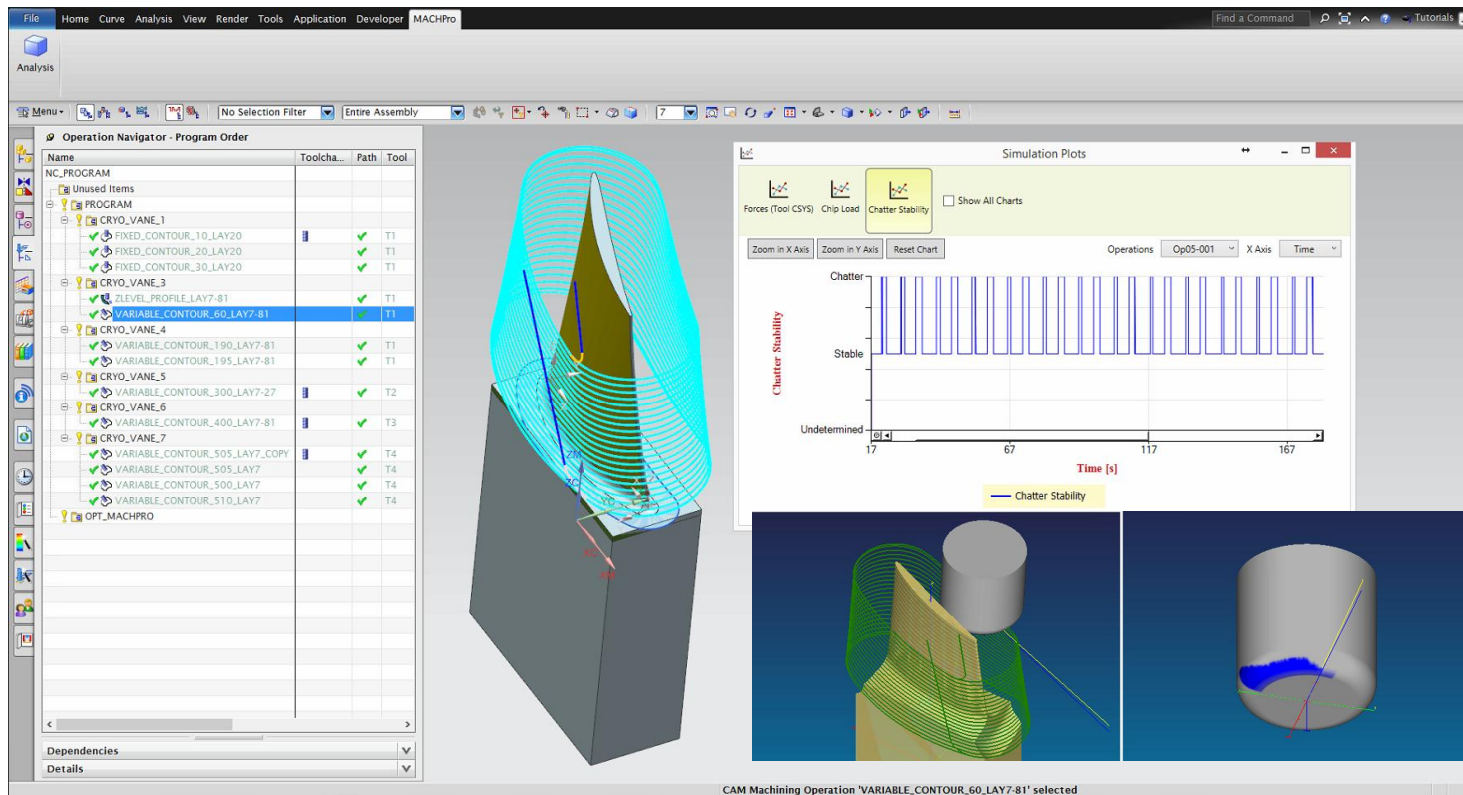 File Home Curve Analysis View Render Tools Application Developer MACHPro Find a Command Tutorials
Analysis
Menu No Selection Filter Entire Assembly 7
Operation Navigator - Program Order
Name Toolcha... Path Tool
NC_PROGRAM
Unused Items
PROGRAM
CRYO_VANE_1
FIXED_CONTOUR_10_LAY20 T1
FIXED_CONTOUR_20_LAY20 T1
FIXED_CONTOUR_30_LAY20 T1
CRYO_VANE_3
ZLEVEL_PROFILE_LAY7-81 T1
VARIABLE_CONTOUR_60_LAY7-81 T1
CRYO_VANE_4
VARIABLE_CONTOUR_190_LAY7-81 T1
VARIABLE_CONTOUR_195_LAY7-81 T1
CRYO_VANE_5
VARIABLE_CONTOUR_300_LAY7-27 T2
CRYO_VANE_6
VARIABLE_CONTOUR_400_LAY7-81 T3
CRYO_VANE_7
VARIABLE_CONTOUR_505_LAY7_COPY T4
VARIABLE_CONTOUR_505_LAY7 T4
VARIABLE_CONTOUR_500_LAY7 T4
VARIABLE_CONTOUR_510_LAY7 T4
OPT_MACHPRO
Dependencies
Details
ZM
ZC
YC
XC
XM
Simulation Plots
Forces (Tool CSYS) Chip Load Chatter Stability Show All Charts
Zoom in X Axis Zoom in Y Axis Reset Chart Operations Op05-001 X Axis Time
Chatter
Stable
Undetermined
Chatter Stability
17 67 117 167
Time [s]
Chatter Stability
CAM Machining Operation 'VARIABLE_CONTOUR_60_LAY7-81' selected